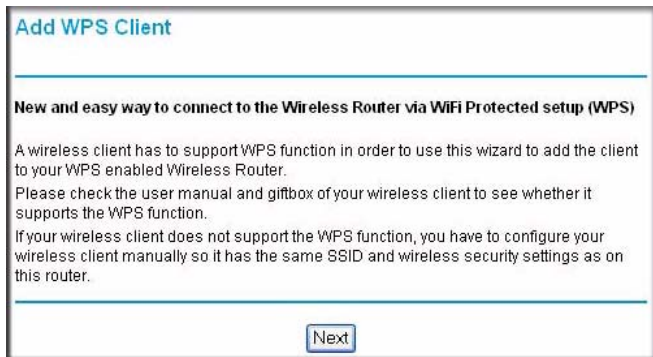 Add WPS Client
New and easy way to connect to the Wireless Router via WiFi Protected setup (WPS)
A wireless client has to support WPS function in order to use this wizard to add the client
to your WPS enabled Wireless Router.
Please check the user manual and giftbox of your wireless client to see whether it
supports the WPS function.
If your wireless client does not support the WPS function, you have to configure your
wireless client manually so it has the same SSID and wireless security settings as on
this router.
Next